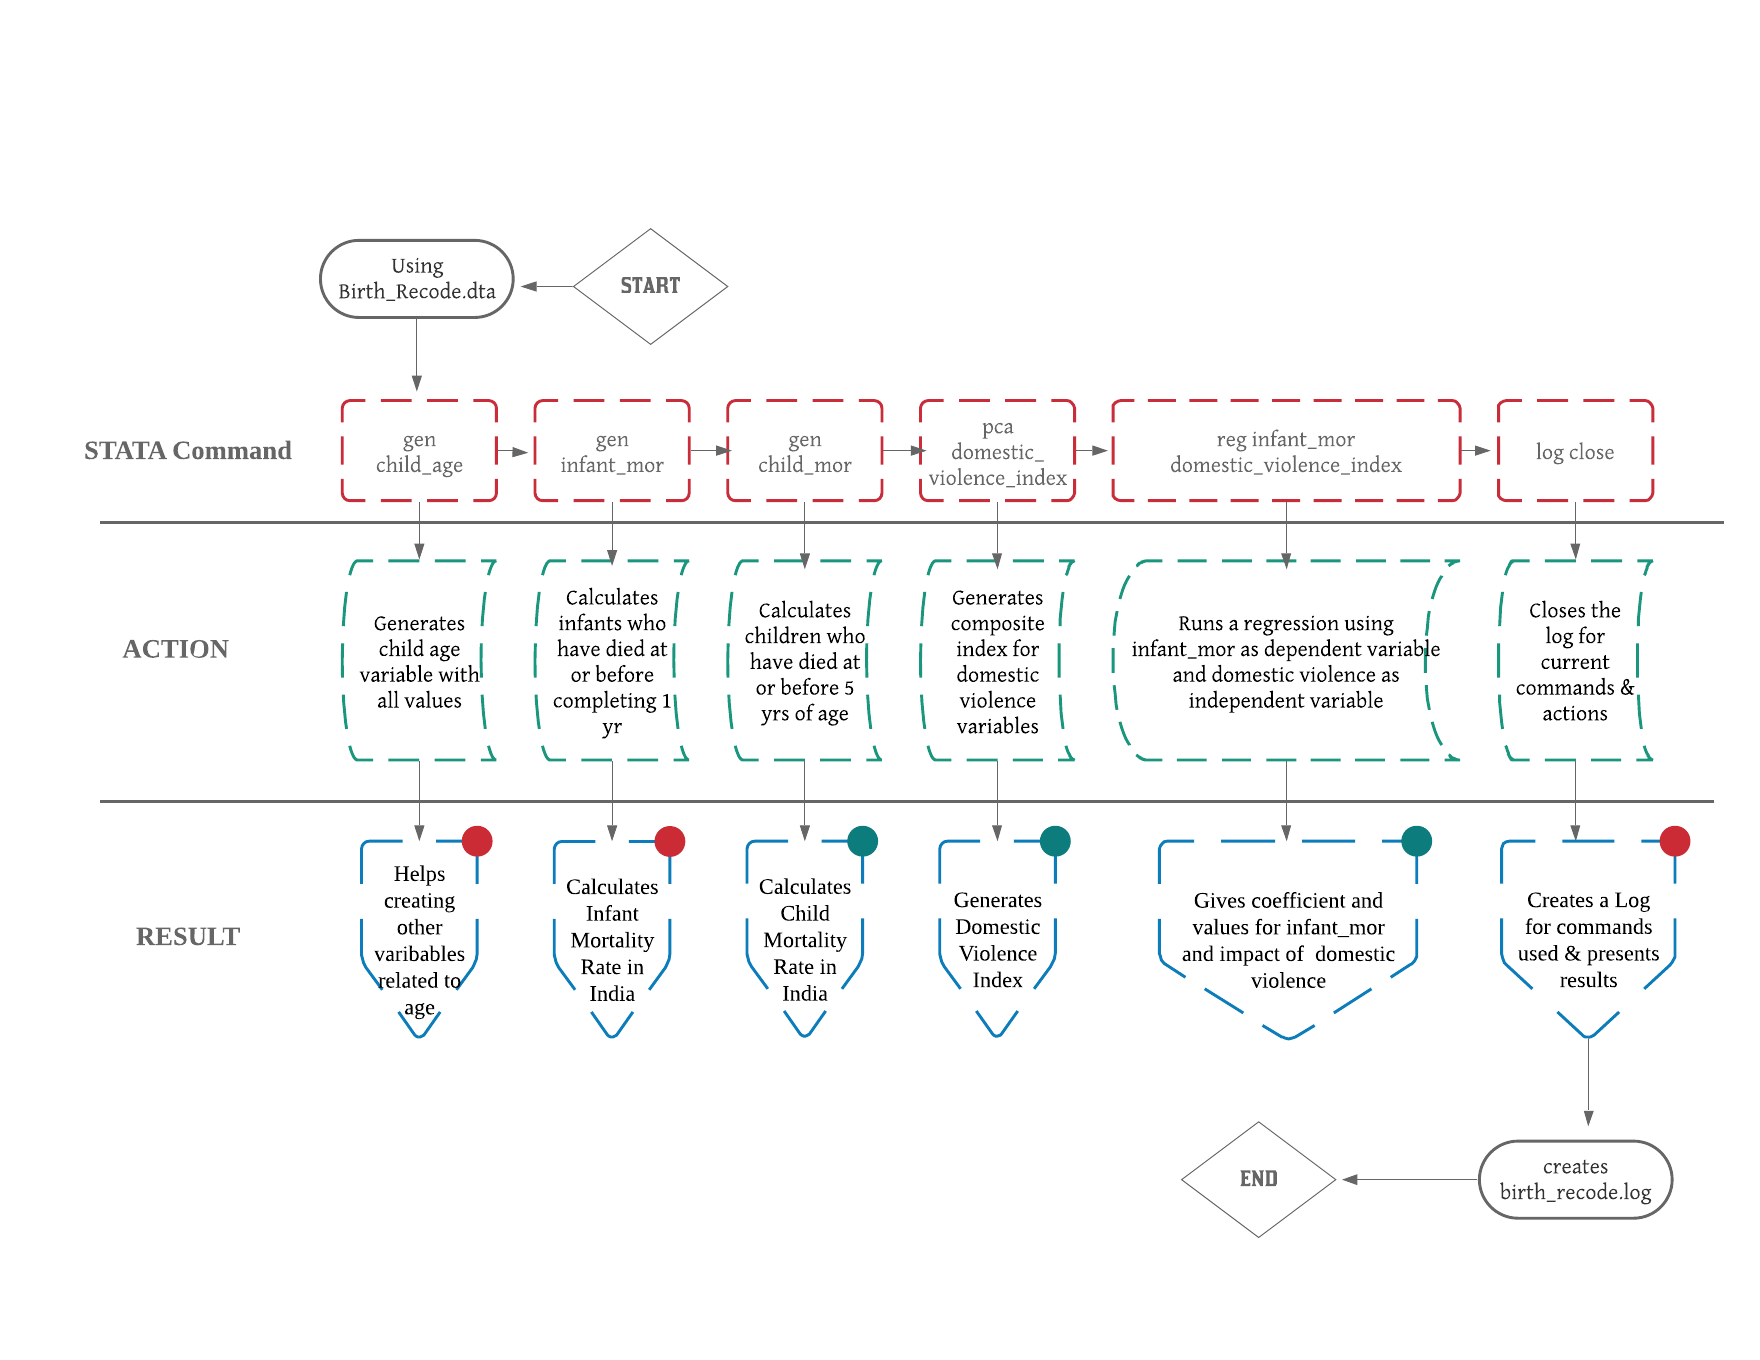 Using
Birth_Recode.dta
START
STATA Command
gen
child_age
gen
infant_mor
gen
child_mor
pca
domestic_
violence_index
reg infant_mor
domestic_violence_index
log close
ACTION
Generates
child age
variable with
all values
Calculates
infants who
have died at
or before
completing 1
yr
Calculates
children who
have died at
or before 5
yrs of age
Generates
composite
index for
domestic
violence
variables
Runs a regression using
infant_mor as dependent variable
and domestic violence as
independent variable
Closes the
log for
current
commands &
actions
RESULT
Helps
creating
other
varibables
related to
age
Calculates
Infant
Mortality
Rate in
India
Calculates
Child
Mortality
Rate in
India
Generates
Domestic
Violence
Index
Gives coefficient and
values for infant_mor
and impact of  domestic
violence
Creates a Log
for commands
used & presents
results
END
creates
birth_recode.log